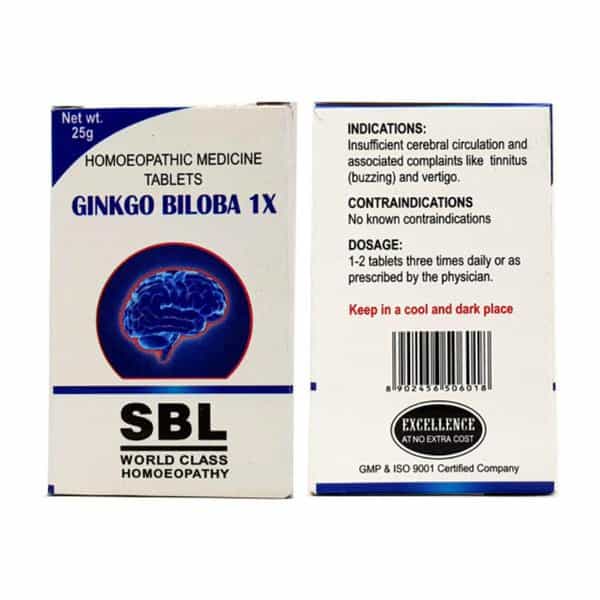 Net wt.
25g
HOMOEOPATHIC MEDICINE
TABLETS
GINKGO BILOBA 1X
SBL
WORLD CLASS
HOMOEOPATHY
INDICATIONS:
Insufficient cerebral circulation and
associated complaints like tinnitus
(buzzing) and vertigo.
CONTRAINDICATIONS
No known contraindications
DOSAGE:
1-2 tablets three times daily or as
prescribed by the physician.
Keep in a cool and dark place
8 902456 506018
EXCELLENCE
AT NO EXTRA COST
GMP & ISO 9001 Certified Company